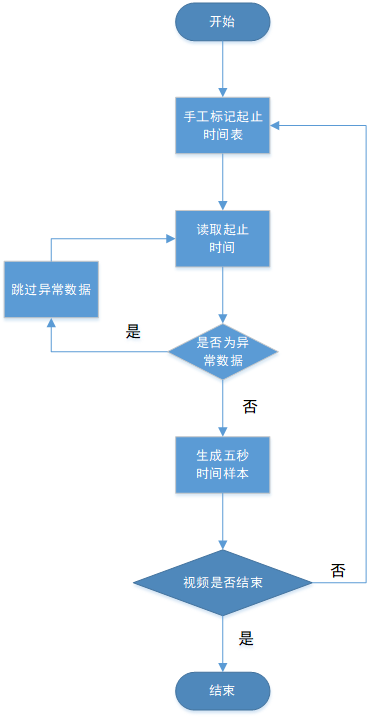 开始
手工标记起止
时间表
读取起止
时间
跳过异常数据
是
是否为异
常数据
否
生成五秒
时间样本
视频是否结束
否
是
结束